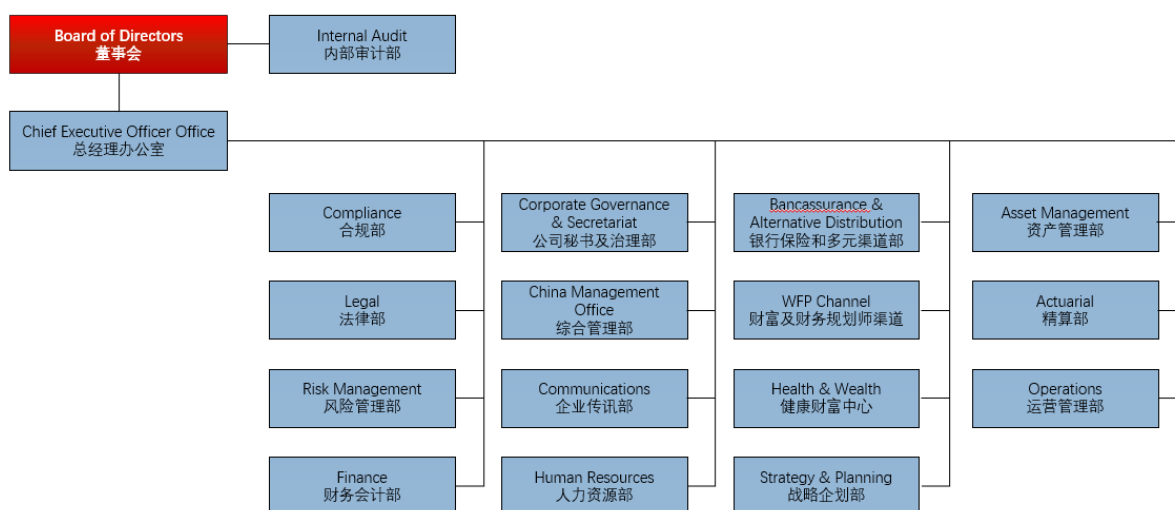 Board of Directors
董事会
Internal Audit
内部审计部
Chief Executive Officer Office
总经理办公室
Compliance
合规部
Corporate Governance
& Secretariat
公司秘书及治理部
Bancassurance &
Alternative Distribution
银行保险和多元渠道部
Asset Management
资产管理部
Legal
法律部
China Management
Office
综合管理部
WFP Channel
财富及财务规划师渠道
Actuarial
精算部
Risk Management
风险管理部
Communications
企业传讯部
Health & Wealth
健康财富中心
Operations
运营管理部
Finance
财务会计部
Human Resources
人力资源部
Strategy & Planning
战略企划部